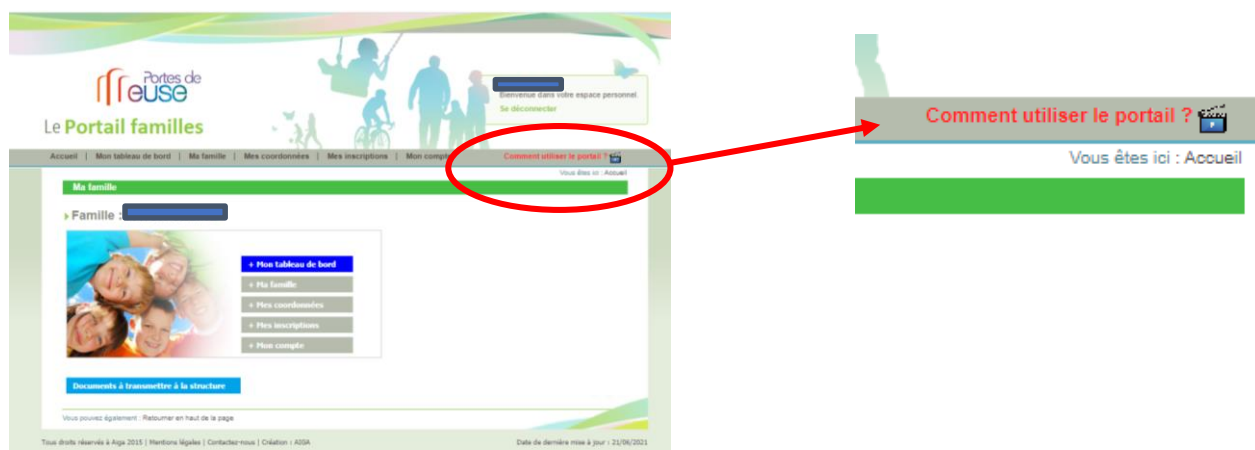 Portes de
Meuse
Le Portail familles
Bienvenue dans votre espace personnel.
Se déconnecter
Accueil | Mon tableau de bord | Ma famille | Mes coordonnées | Mes inscriptions | Mon compte
Comment utiliser le portail ?
Vous êtes ici : Accueil
Ma famille
Famille :
+ Mon tableau de bord
+ Ma famille
+ Mes coordonnées
+ Mes inscriptions
+ Mon compte
Documents à transmettre à la structure
Vous pouvez également : Retourner en haut de la page
Tous droits réservés à Aiga 2015 | Mentions légales | Contactez-nous | Création : AIGA
Date de dernière mise à jour : 21/06/2021
Comment utiliser le portail ?
Vous êtes ici : Accueil